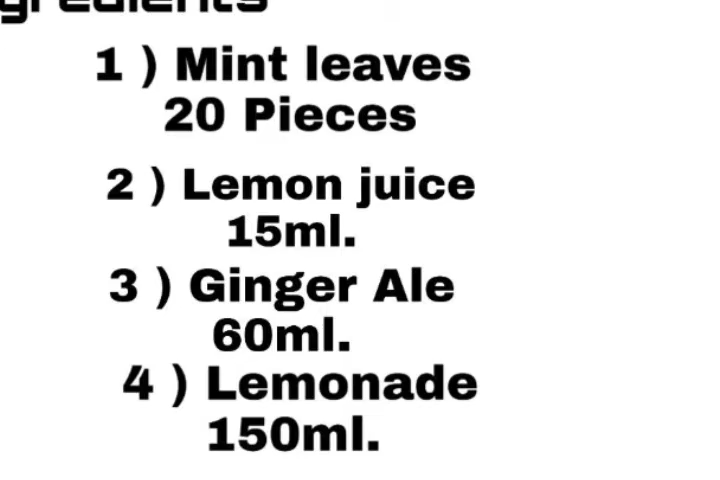 1 ) Mint leaves
20 Pieces
2 ) Lemon juice
15ml.
3 ) Ginger Ale
60ml.
4 ) Lemonade
150ml.